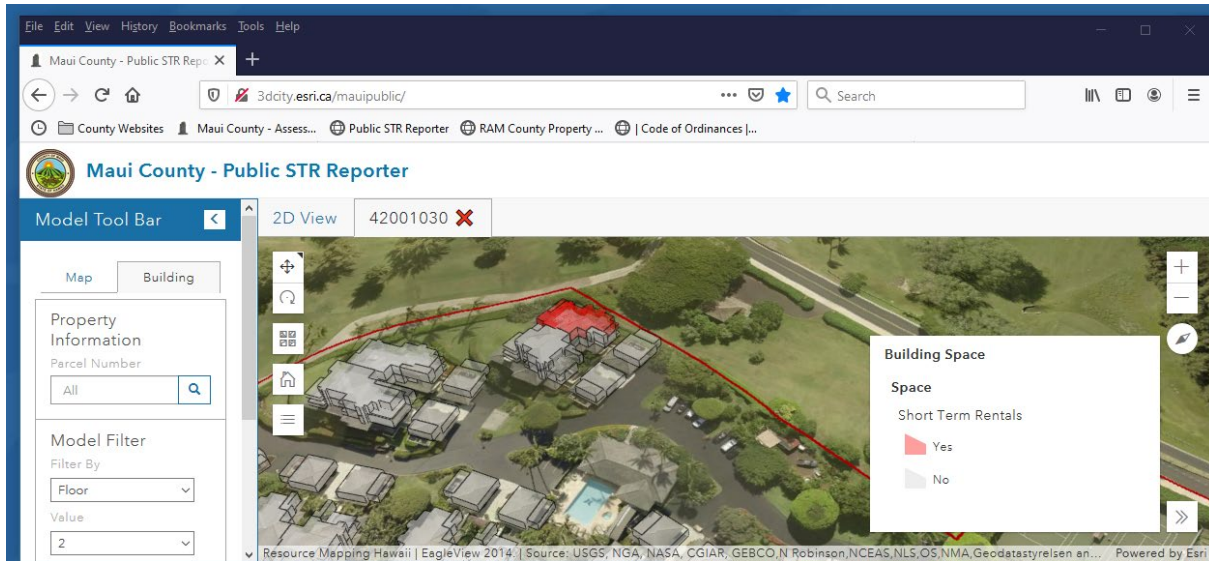 File Edit View History Bookmarks Tools Help
Maui County - Public STR Repo
3dcity.esri.ca/mauipublic/
Search
County Websites Maui County - Assess... Public STR Reporter RAM County Property ... | Code of Ordinances |...
Maui County - Public STR Reporter
Model Tool Bar
2D View 42001030
Map Building
Property
Information
Parcel Number
All
Model Filter
Filter By
Floor
Value
2
Building Space
Space
Short Term Rentals
Yes
No
Resource Mapping Hawaii | EagleView 2014: | Source: USGS, NGA, NASA, CGIAR, GEBCO,N Robinson,NCEAS,NLS,OS,NMA,Geodatastyrelsen an... Powered by Esri